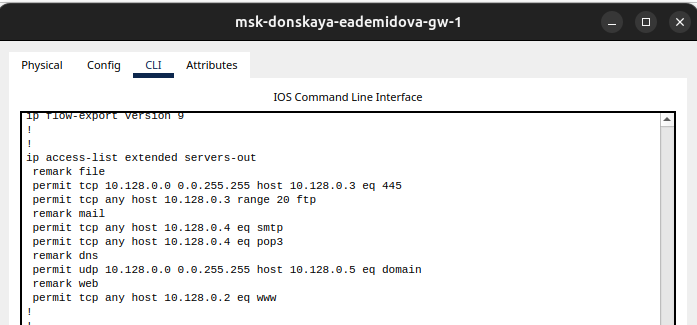 msk-donskaya-eademidova-gw-1
Physical Config CLI Attributes
IOS Command Line Interface
ip flow-export version 9
!
!
ip access-list extended servers-out
remark file
permit tcp 10.128.0.0 0.0.255.255 host 10.128.0.3 eq 445
permit tcp any host 10.128.0.3 range 20 ftp
remark mail
permit tcp any host 10.128.0.4 eq smtp
permit tcp any host 10.128.0.4 eq pop3
remark dns
permit udp 10.128.0.0 0.0.255.255 host 10.128.0.5 eq domain
remark web
permit tcp any host 10.128.0.2 eq www
!
!